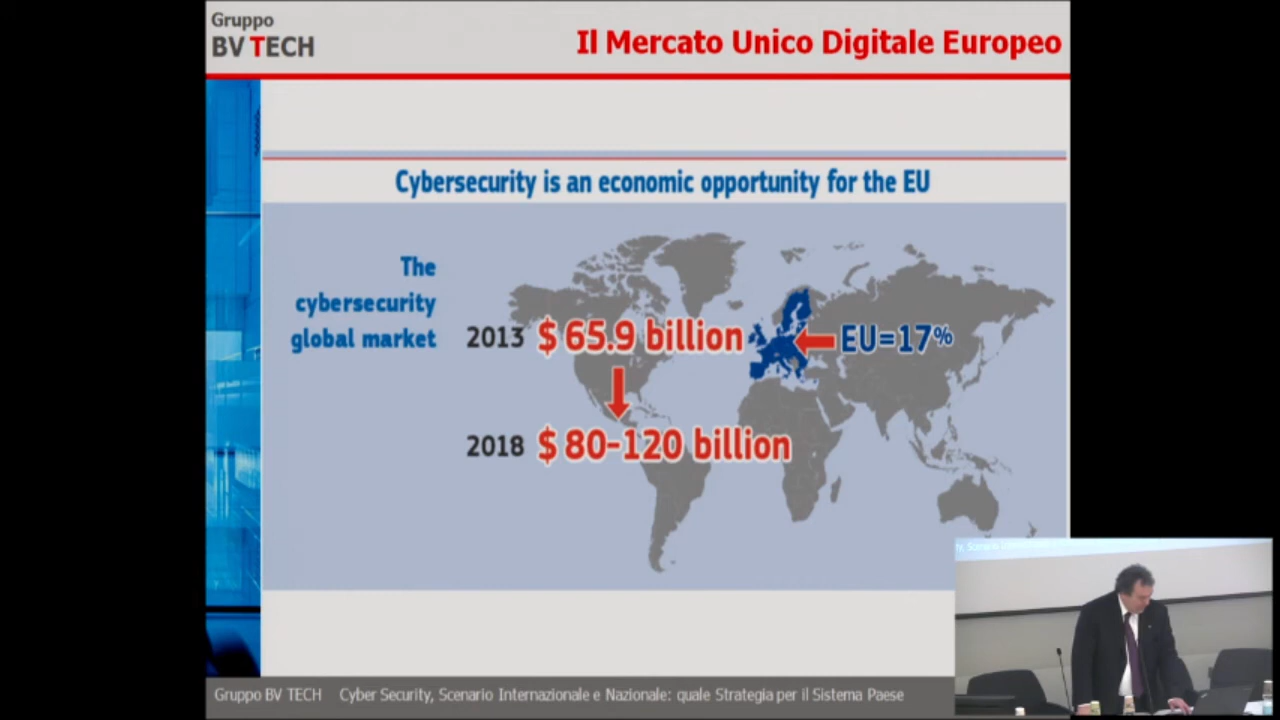 Gruppo
BV TECH
Il Mercato Unico Digitale Europeo
Cybersecurity is an economic opportunity for the EU
The
cybersecurity
global market
2013 $ 65.9 billion
EU=17%
2018 $ 80-120 billion
Gruppo BV TECH Cyber Security, Scenario Internazionale e Nazionale: quale Strategia per il Sistema Paese